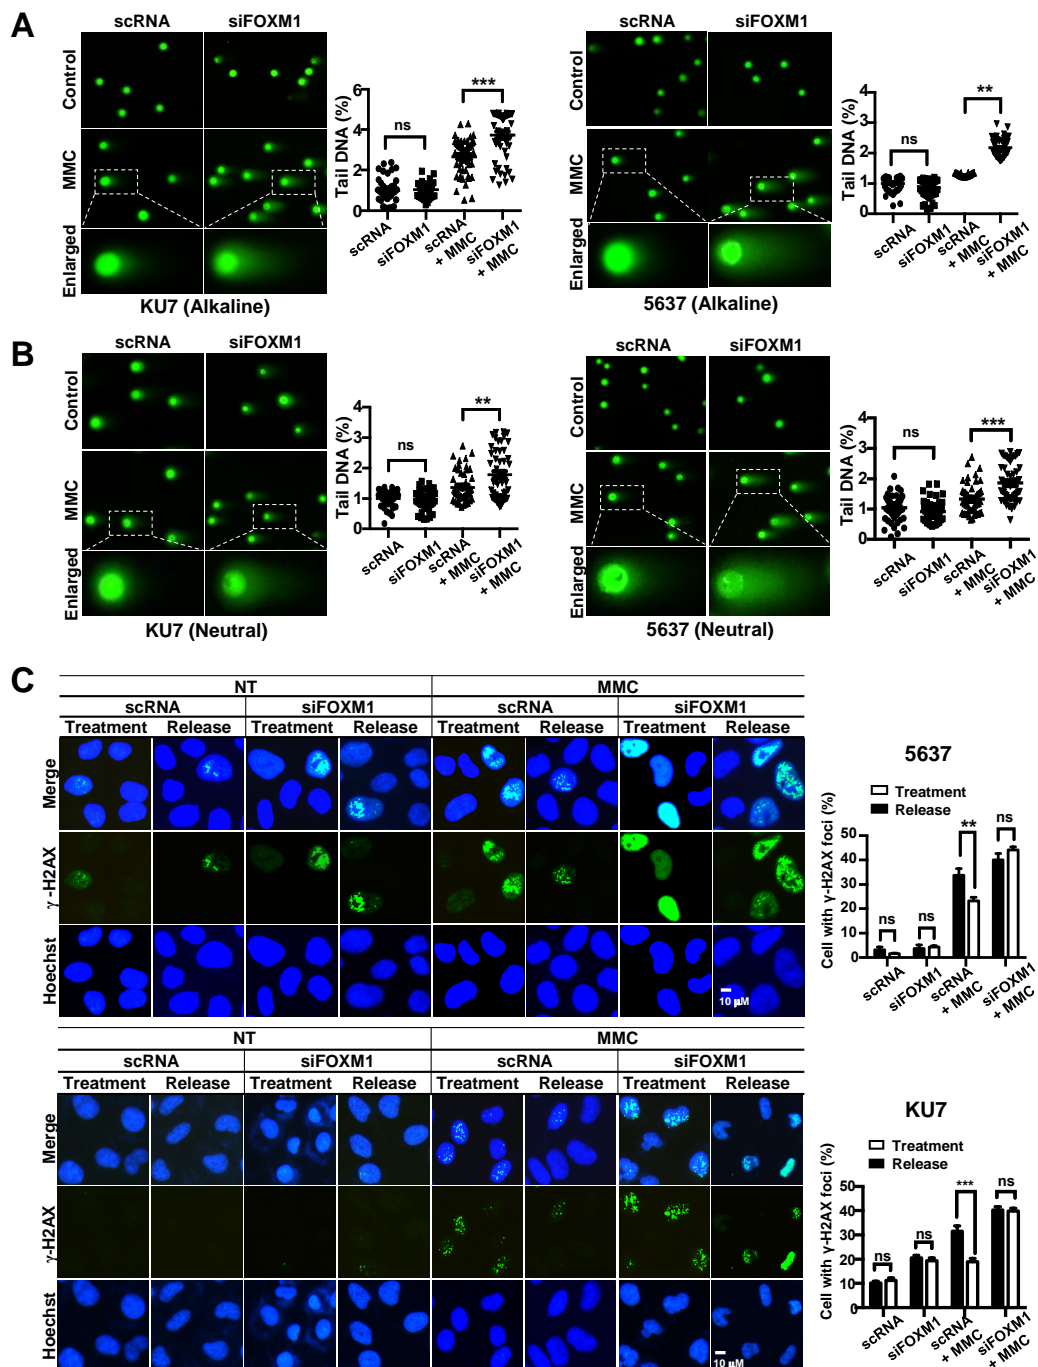 A
scRNA siFOXM1
Control
MMC
Enlarged
KU7 (Alkaline)
Tail DNA (%)
6
4
2
0
ns
***
scRNA
siFOXM1
scRNA
+ MMC
siFOXM1
+ MMC
scRNA siFOXM1
Control
MMC
Enlarged
5637 (Alkaline)
Tail DNA (%)
4
3
2
1
0
ns
**
scRNA
siFOXM1
scRNA
+ MMC
siFOXM1
+ MMC
B
scRNA siFOXM1
Control
MMC
Enlarged
KU7 (Neutral)
Tail DNA (%)
4
3
2
1
0
ns
**
scRNA
siFOXM1
scRNA
+ MMC
siFOXM1
+ MMC
scRNA siFOXM1
Control
MMC
Enlarged
5637 (Neutral)
Tail DNA (%)
4
3
2
1
0
ns
***
scRNA
siFOXM1
scRNA
+ MMC
siFOXM1
+ MMC
C
NT MMC
scRNA siFOXM1 scRNA siFOXM1
Treatment Release Treatment Release Treatment Release Treatment Release
Merge
γ-H2AX
Hoechst
10 μM
5637
Treatment
Release
Cell with γ-H2AX foci (%)
50
40
30
20
10
0
ns
ns
**
ns
scRNA
siFOXM1
scRNA
+ MMC
siFOXM1
+ MMC
NT MMC
scRNA siFOXM1 scRNA siFOXM1
Treatment Release Treatment Release Treatment Release Treatment Release
Merge
γ-H2AX
Hoechst
10 μM
KU7
Treatment
Release
Cell with γ-H2AX foci (%)
50
40
30
20
10
0
ns
ns
***
ns
scRNA
siFOXM1
scRNA
+ MMC
siFOXM1
+ MMC